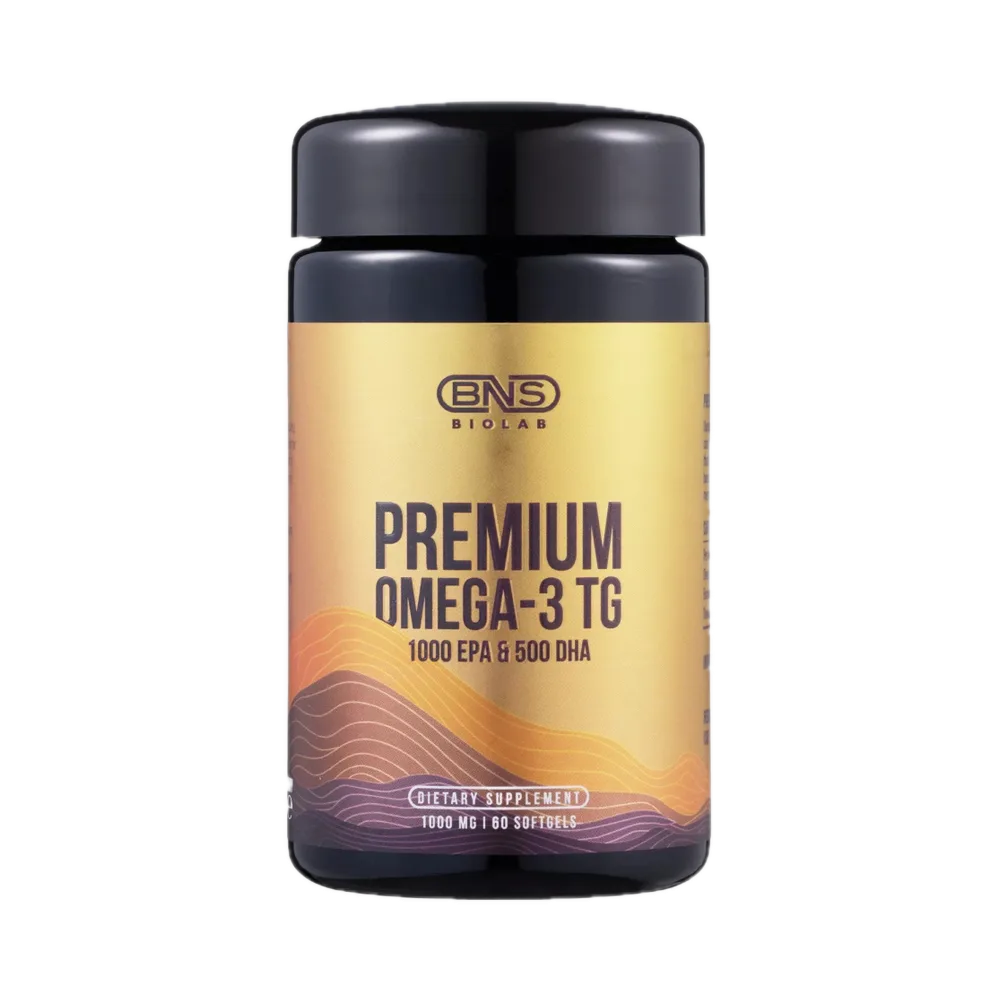 BNS
BIOLAB
PREMIUM
OMEGA-3 TG
1000 EPA & 500 DHA
DIETARY SUPPLEMENT
1000 MG | 60 SOFTGELS